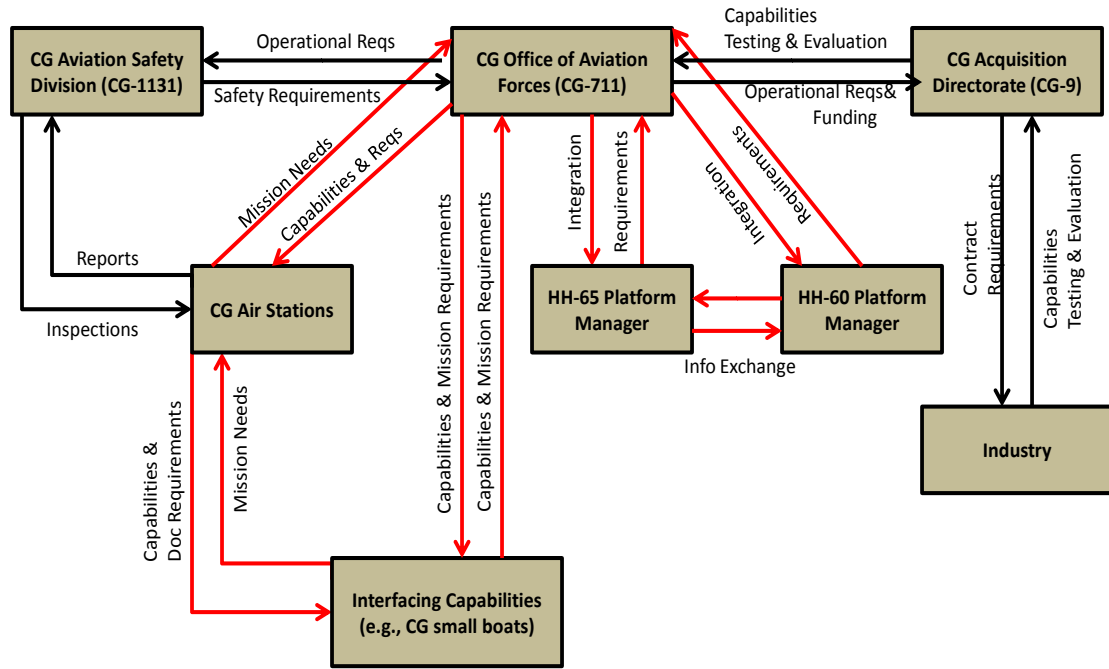 Operational Reqs
Capabilities
Testing & Evaluation
CG Aviation Safety
Division (CG-1131)
CG Office of Aviation
Forces (CG-711)
CG Acquisition
Directorate (CG-9)
Safety Requirements
Operational Reqs&
Funding
Mission Needs
Capabilities & Reqs
Integration
Requirements
Requirements
Integration
Capabilities & Mission Requirements
Capabilities & Mission Requirements
Contract
Requirements
Capabilities
Testing & Evaluation
Reports
Inspections
CG Air Stations
HH-65 Platform
Manager
HH-60 Platform
Manager
Info Exchange
Capabilities &
Doc Requirements
Mission Needs
Industry
Interfacing Capabilities
(e.g., CG small boats)